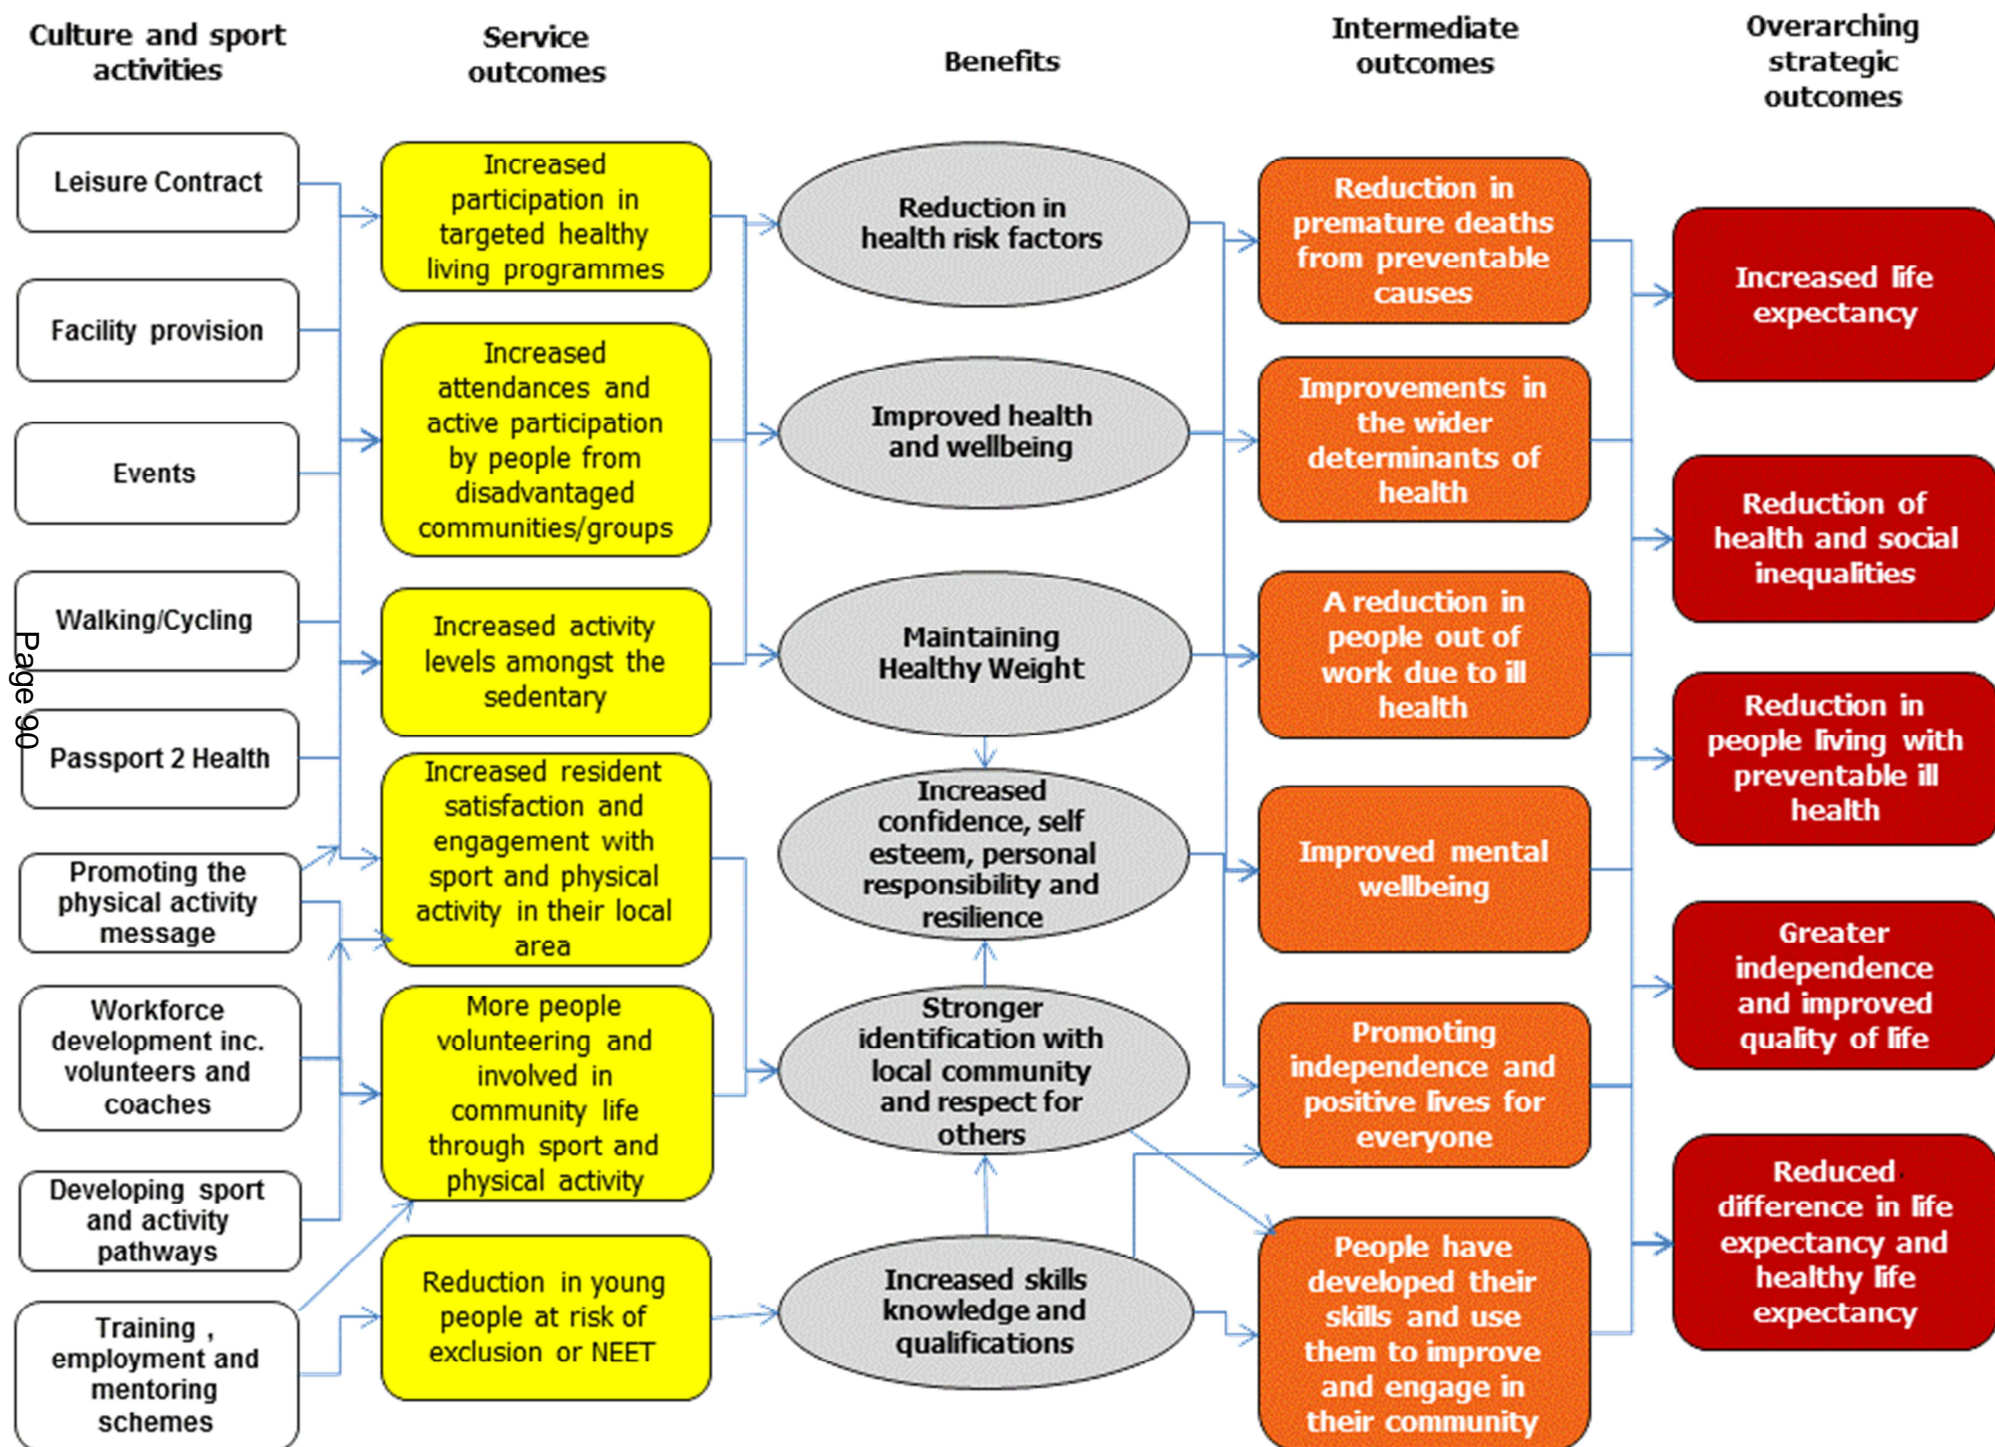 Culture and sport
activities
Service
outcomes
Benefits
Intermediate
outcomes
Overarching
strategic
outcomes
Leisure Contract
Facility provision
Events
Walking/Cycling
Page 90
Passport 2 Health
Promoting the
physical activity
message
Workforce
development inc.
volunteers and
coaches
Developing sport
and activity
pathways
Training ,
employment and
mentoring
schemes
Increased
participation in
targeted healthy
living programmes
Increased
attendances and
active participation
by people from
disadvantaged
communities/groups
Increased activity
levels amongst the
sedentary
Increased resident
satisfaction and
engagement with
sport and physical
activity in their local
area
More people
volunteering and
involved in
community life
through sport and
physical activity
Reduction in young
people at risk of
exclusion or NEET
Reduction in
health risk factors
Improved health
and wellbeing
Maintaining
Healthy Weight
Increased
confidence, self
esteem, personal
responsibility and
resilience
Stronger
identification with
local community
and respect for
others
Increased skills
knowledge and
qualifications
Reduction in
premature deaths
from preventable
causes
Improvements in
the wider
determinants of
health
A reduction in
people out of
work due to ill
health
Improved mental
wellbeing
Promoting
independence and
positive lives for
everyone
People have
developed their
skills and use
them to improve
and engage in
their community
Increased life
expectancy
Reduction of
health and social
inequalities
Reduction in
people living with
preventable ill
health
Greater
independence
and improved
quality of life
Reduced
difference in life
expectancy and
healthy life
expectancy